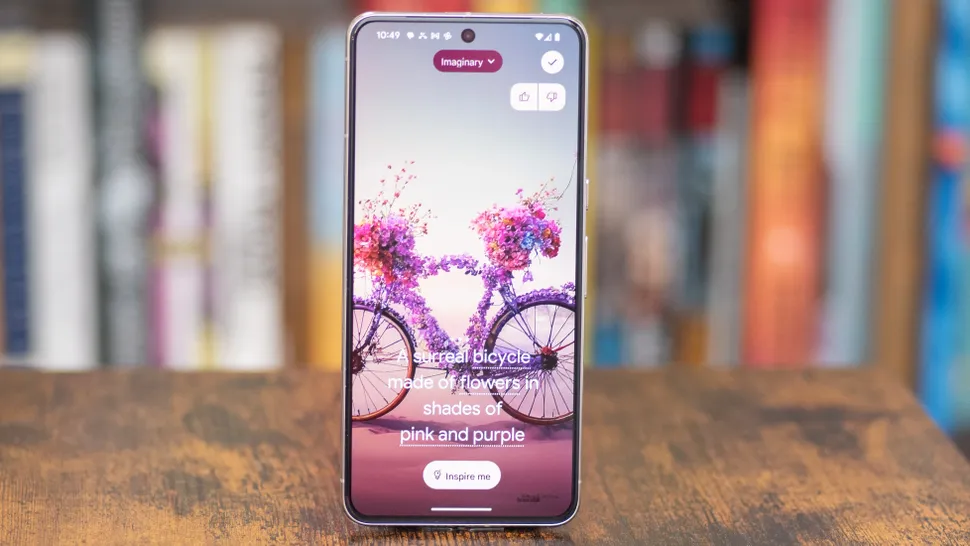 10:49
Imaginary
A surreal bicycle
made of flowers in
shades of
pink and purple
Inspire me